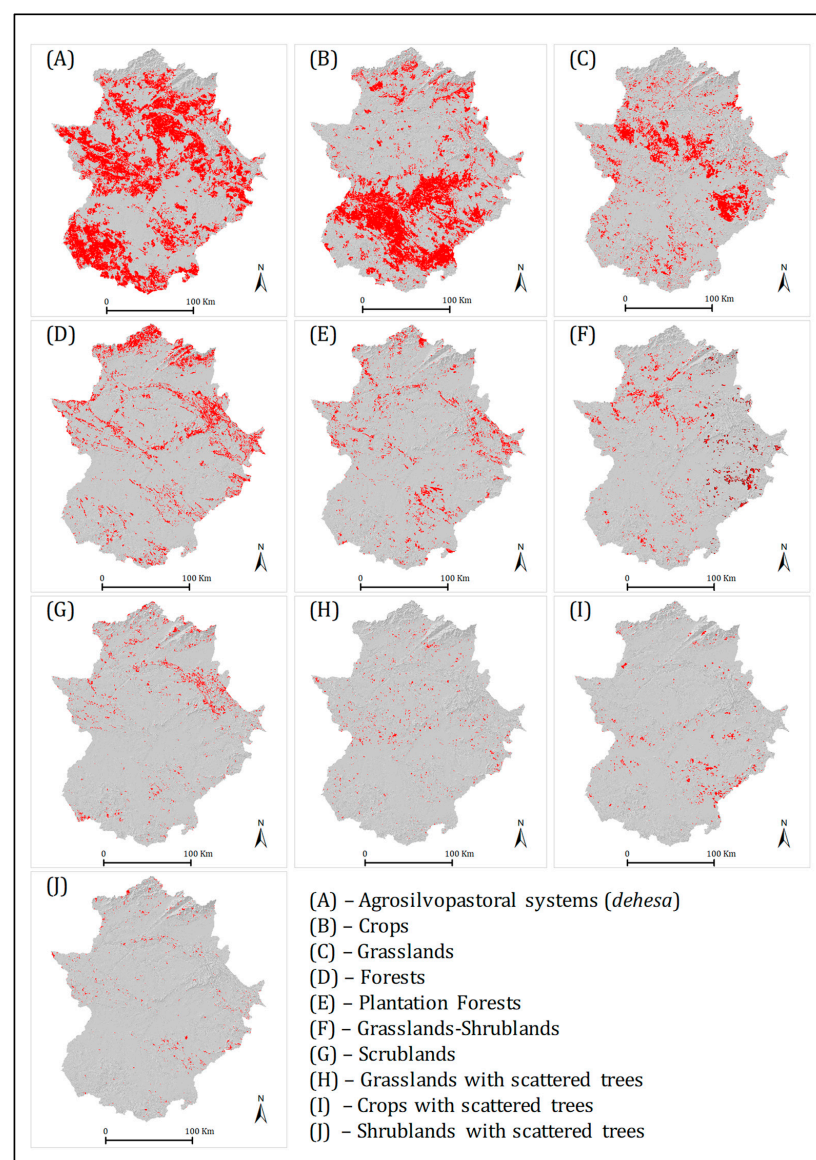 (A)
(B)
(C)
N
N
N
0 100 Km
0 100 Km
0 100 Km
(D)
(E)
(F)
N
N
N
0 100 Km
0 100 Km
0 100 Km
(G)
(H)
(I)
N
N
N
0 100 Km
0 100 Km
0 100 Km
(J)
N
0 100 Km
(A) – Agrosilvopastoral systems (dehesa)
(B) – Crops
(C) – Grasslands
(D) – Forests
(E) – Plantation Forests
(F) – Grasslands-Shrublands
(G) – Scrublands
(H) – Grasslands with scattered trees
(I) – Crops with scattered trees
(J) – Shrublands with scattered trees